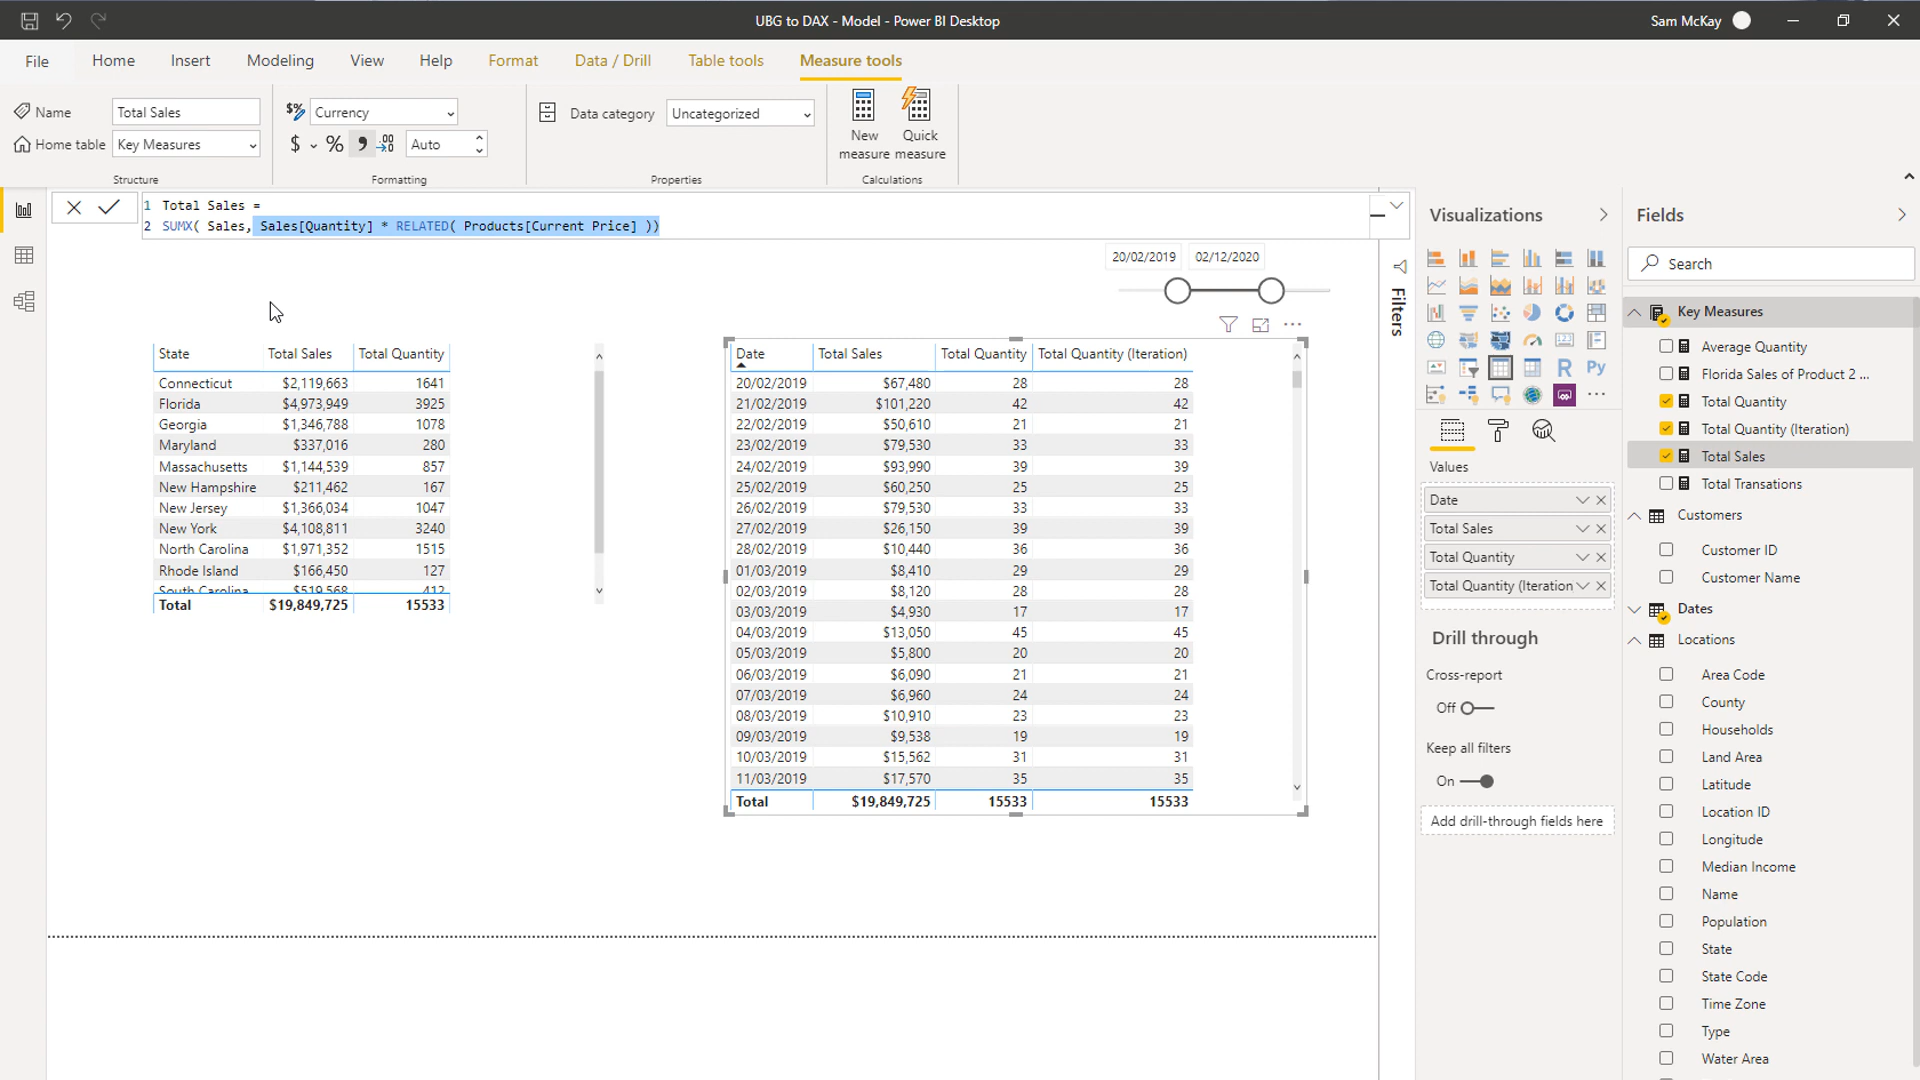 UBG to DAX - Model - Power BI Desktop
Sam McKay
File Home Insert Modeling View Help Format Data / Drill Table tools Measure tools
Name Total Sales
Home table Key Measures
Structure
Currency
$ % , .00 Auto
Formatting
Data category Uncategorized
Properties
New measure
Quick measure
Calculations
1 Total Sales =
2 SUMX( Sales, Sales[Quantity] * RELATED( Products[Current Price] ))
20/02/2019 02/12/2020
State Total Sales Total Quantity
Connecticut $2,119,663 1641
Florida $4,973,949 3925
Georgia $1,346,788 1078
Maryland $337,016 280
Massachusetts $1,144,539 857
New Hampshire $211,462 167
New Jersey $1,366,034 1047
New York $4,108,811 3240
North Carolina $1,971,352 1515
Rhode Island $166,450 127
South Carolina $519,568 412
Total $19,849,725 15533
Date Total Sales Total Quantity Total Quantity (Iteration)
20/02/2019 $67,480 28 28
21/02/2019 $101,220 42 42
22/02/2019 $50,610 21 21
23/02/2019 $79,530 33 33
24/02/2019 $93,990 39 39
25/02/2019 $60,250 25 25
26/02/2019 $79,530 33 33
27/02/2019 $26,150 39 39
28/02/2019 $10,440 36 36
01/03/2019 $8,410 29 29
02/03/2019 $8,120 28 28
03/03/2019 $4,930 17 17
04/03/2019 $13,050 45 45
05/03/2019 $5,800 20 20
06/03/2019 $6,090 21 21
07/03/2019 $6,960 24 24
08/03/2019 $10,910 23 23
09/03/2019 $9,538 19 19
10/03/2019 $15,562 31 31
11/03/2019 $17,570 35 35
Total $19,849,725 15533 15533
Filters
Visualizations
R Py
Values
Date
Total Sales
Total Quantity
Total Quantity (Iteration
Drill through
Cross-report
Off
Keep all filters
On
Add drill-through fields here
Fields
Search
Key Measures
Average Quantity
Florida Sales of Product 2 ...
Total Quantity
Total Quantity (Iteration)
Total Sales
Total Transations
Customers
Customer ID
Customer Name
Dates
Locations
Area Code
County
Households
Land Area
Latitude
Location ID
Longitude
Median Income
Name
Population
State
State Code
Time Zone
Type
Water Area